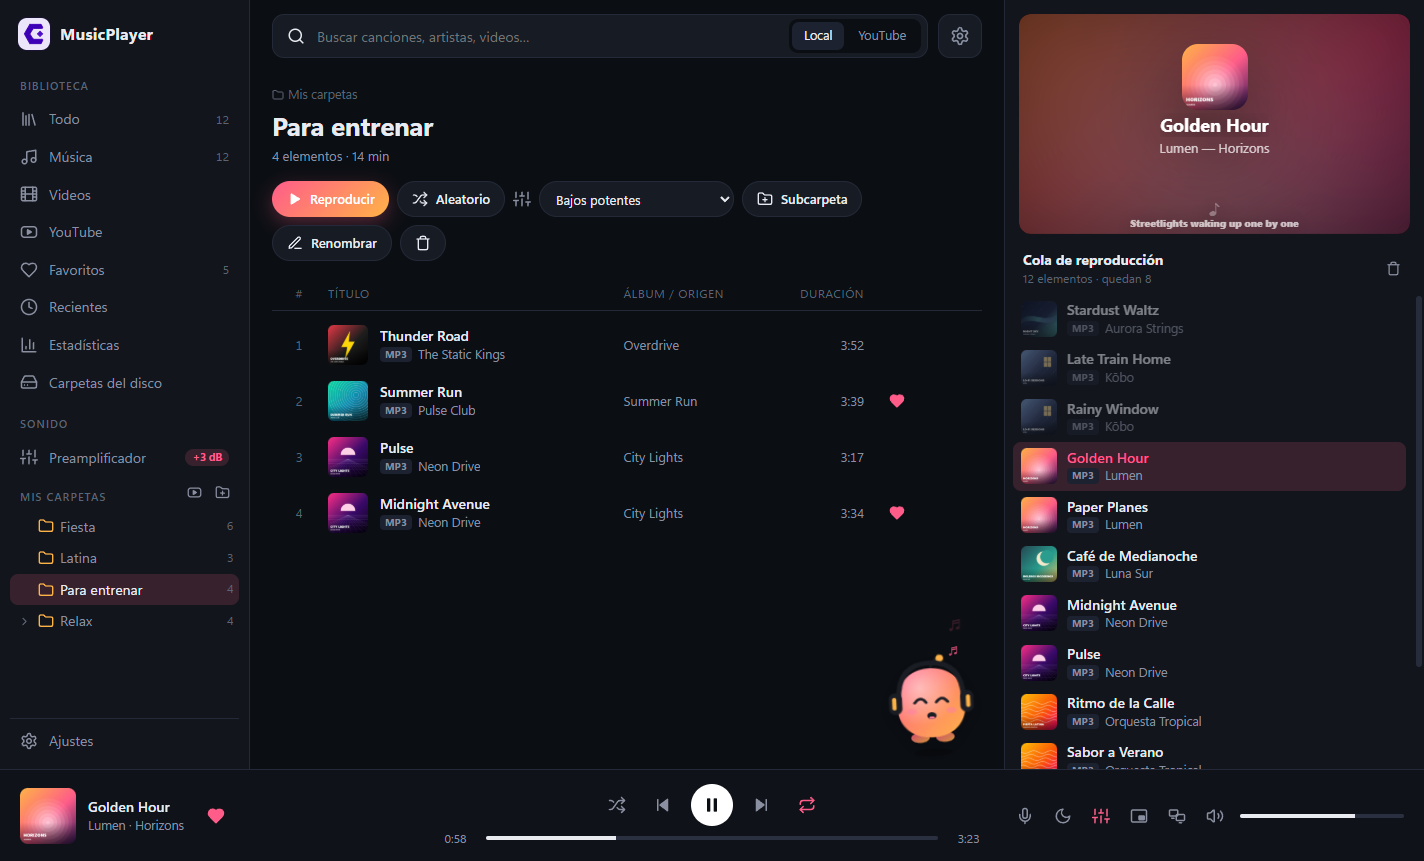 MusicPlayer
BIBLIOTECA
Todo 12
Música 12
Videos
YouTube
Favoritos 5
Recientes
Estadísticas
Carpetas del disco
SONIDO
Preamplificador +3 dB
MIS CARPETAS
Fiesta 6
Latina 3
Para entrenar 4
Relax 4
Ajustes
Buscar canciones, artistas, videos... Local YouTube
Mis carpetas
Para entrenar
4 elementos · 14 min
Reproducir Aleatorio Bajos potentes Subcarpeta
Renombrar
# TÍTULO ÁLBUM / ORIGEN DURACIÓN
1 Thunder Road Overdrive 3:52
MP3 The Static Kings
2 Summer Run Summer Run 3:39
MP3 Pulse Club
3 Pulse City Lights 3:17
MP3 Neon Drive
4 Midnight Avenue City Lights 3:34
MP3 Neon Drive
HORIZONS
Golden Hour
Lumen — Horizons
Streetlights waking up one by one
Cola de reproducción
12 elementos · quedan 8
Stardust Waltz
MP3 Aurora Strings
Late Train Home
MP3 Kōbo
Rainy Window
MP3 Kōbo
Golden Hour
MP3 Lumen
Paper Planes
MP3 Lumen
Café de Medianoche
MP3 Luna Sur
Midnight Avenue
MP3 Neon Drive
Pulse
MP3 Neon Drive
Ritmo de la Calle
MP3 Orquesta Tropical
Sabor a Verano
MP3 Orquesta Tropical
HORIZONS
Golden Hour
Lumen · Horizons
0:58 3:23